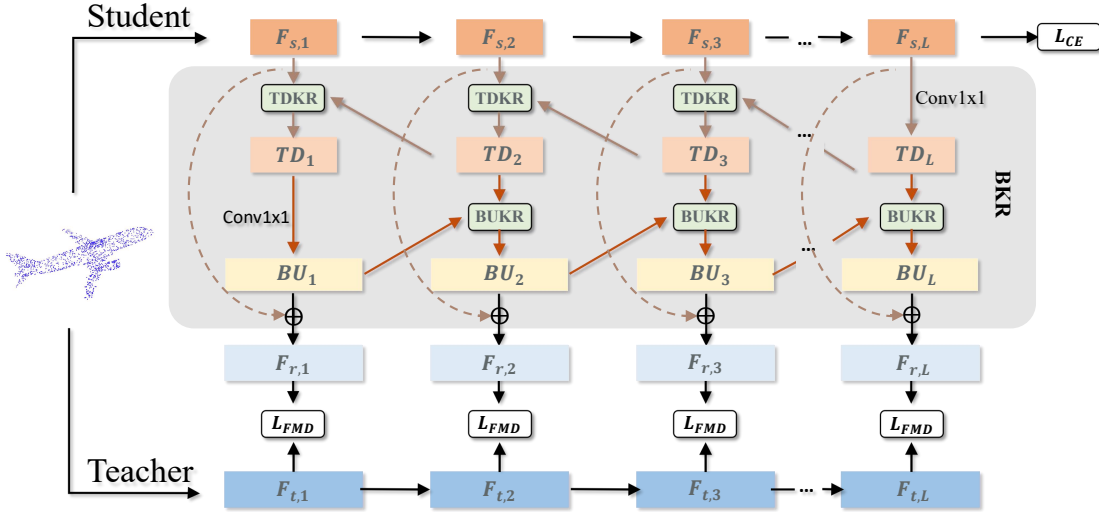 Student
F_{s,1} F_{s,2} F_{s,3} ... F_{s,L} L_{CE}
TDKR TDKR TDKR Conv1x1
...
TD_1 TD_2 TD_3 TD_L
BKR
Conv1x1 BUKR BUKR BUKR
...
BU_1 BU_2 BU_3 BU_L
F_{r,1} F_{r,2} F_{r,3} F_{r,L}
L_{FMD} L_{FMD} L_{FMD} L_{FMD}
Teacher
F_{t,1} F_{t,2} F_{t,3} ... F_{t,L}